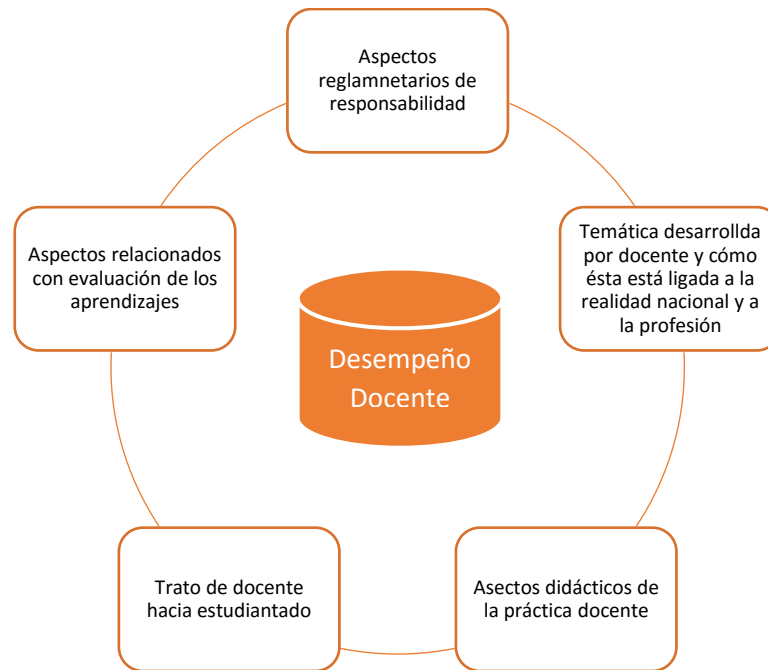 Aspectos
reglamnetarios de
responsabilidad
Temática desarrollda
por docente y cómo
ésta está ligada a la
realidad nacional y a
la profesión
Asectos didácticos de
la práctica docente
Trato de docente
hacia estudiantado
Aspectos relacionados
con evaluación de los
aprendizajes
Desempeño
Docente